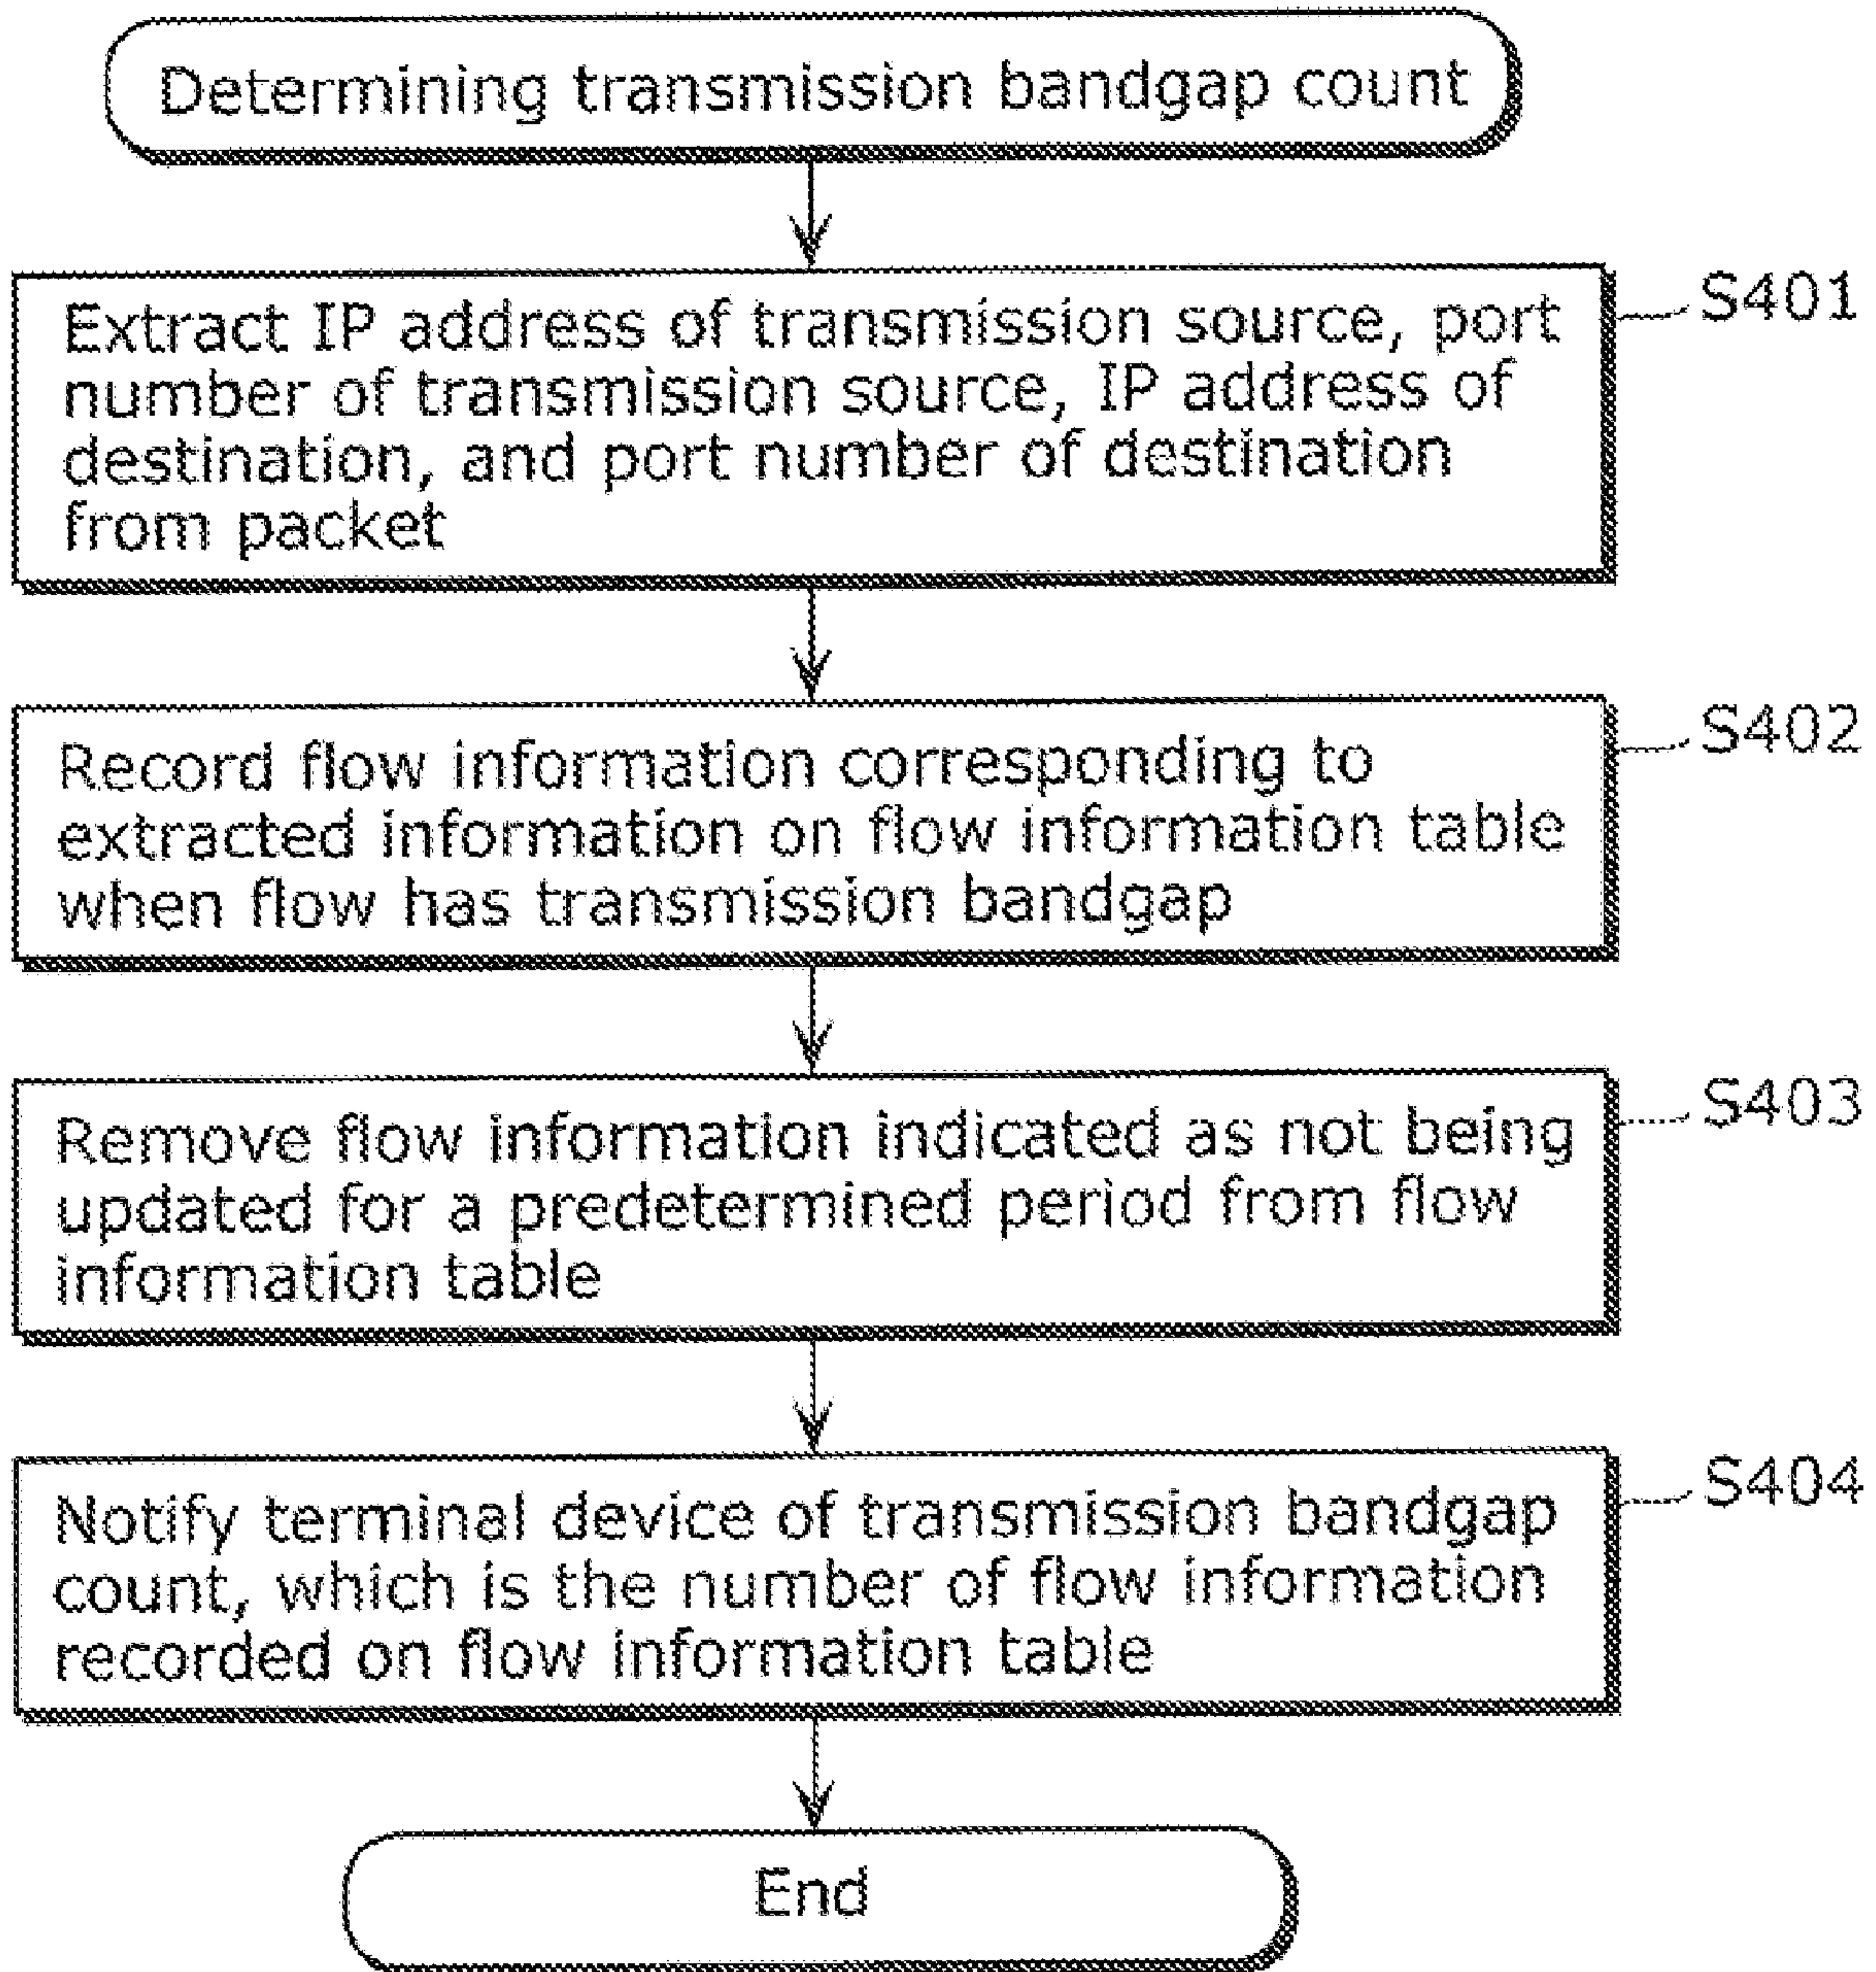 Determining transmission bandgap count
S401
Extract IP address of transmission source, port
number of transmission source, IP address of
destination, and port number of destination
from packet
S402
Record flow information corresponding to
extracted information on flow information table
when flow has transmission bandgap
S403
Remove flow information indicated as not being
updated for a predetermined period from flow
information table
S404
Notify terminal device of transmission bandgap
count, which is the number of flow information
recorded on flow information table
End